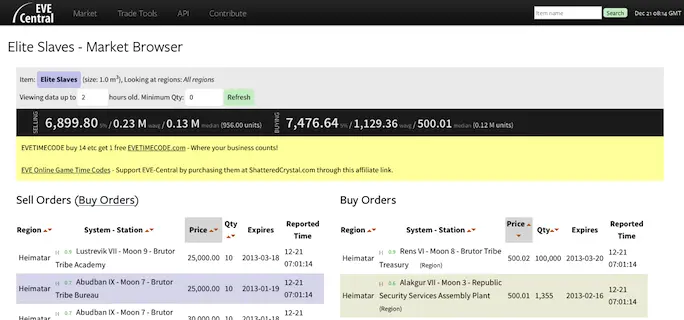 EVE Central
Market Trade Tools API Contribute
Item name Search Dec 21 08:14 GMT
Elite Slaves - Market Browser
Item: Elite Slaves (size: 1.0 m³), Looking at regions: All regions
Viewing data up to 2 hours old. Minimum Qty: 0 Refresh
SELLING 6,899.80 5% / 0.23 M wavg / 0.13 M median (956.00 units) BUYING 7,476.64 5% / 1,129.36 wavg / 500.01 median (0.12 M units)
EVETIMECODE buy 14 etc get 1 free EVETIMECODE.com - Where your business counts!
EVE Online Game Time Codes - Support EVE-Central by purchasing them at ShatteredCrystal.com through this affiliate link.
Sell Orders (Buy Orders)
Region System - Station Price Qty Expires Reported Time
Heimatar 0.9 Lustrevik VII - Moon 9 - Brutor Tribe Academy 25,000.00 10 2013-03-18 12-21 07:01:14
Heimatar 0.7 Abudban IX - Moon 7 - Brutor Tribe Bureau 25,000.00 10 2013-01-19 12-21 07:01:14
Heimatar 0.7 Abudban IX - Moon 7 - Brutor 30,000.00 10 2013-01-18 12-21
Buy Orders
Region System - Station Price Qty Expires Reported Time
Heimatar 0.9 Rens VI - Moon 8 - Brutor Tribe Treasury (Region) 500.02 100,000 2013-03-20 12-21 07:01:14
Heimatar 0.6 Alakgur VII - Moon 3 - Republic Security Services Assembly Plant (Region) 500.01 1,355 2013-02-16 12-21 07:01:14